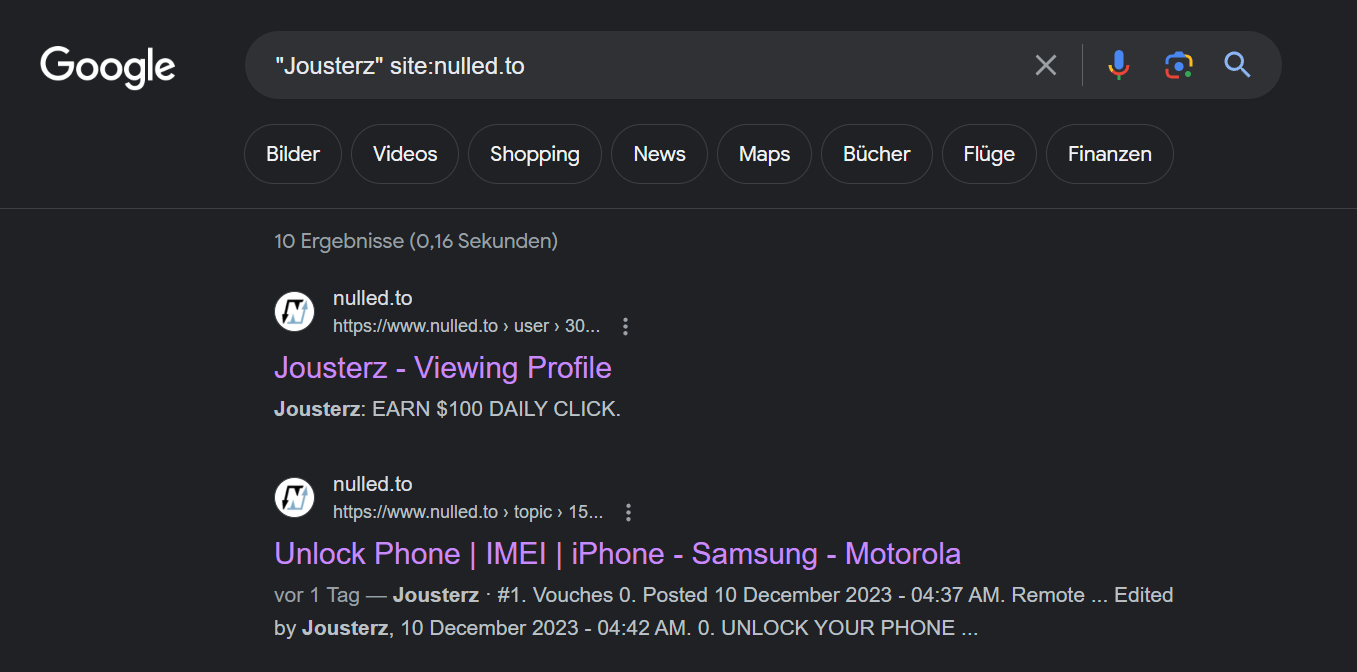 Google
"Jousterz" site:nulled.to
Bilder Videos Shopping News Maps Bücher Flüge Finanzen
10 Ergebnisse (0,16 Sekunden)
nulled.to
https://www.nulled.to › user › 30...
Jousterz - Viewing Profile
Jousterz: EARN $100 DAILY CLICK.
nulled.to
https://www.nulled.to › topic › 15...
Unlock Phone | IMEI | iPhone - Samsung - Motorola
vor 1 Tag — Jousterz · #1. Vouches 0. Posted 10 December 2023 - 04:37 AM. Remote ... Edited
by Jousterz, 10 December 2023 - 04:42 AM. 0. UNLOCK YOUR PHONE ...